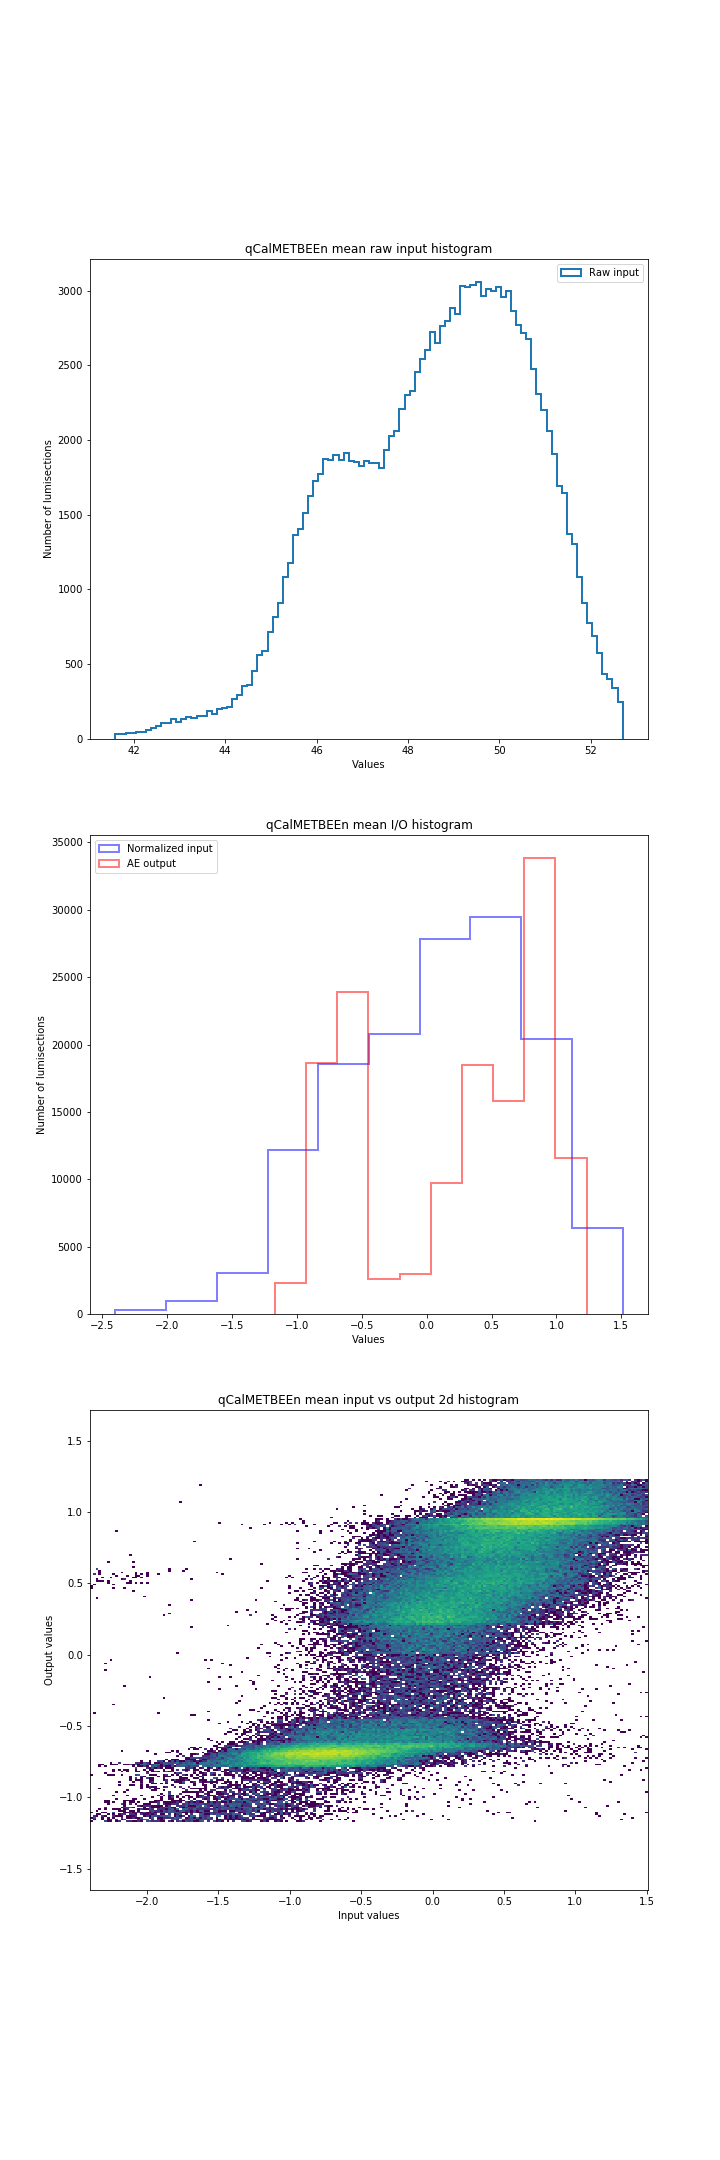 qCalMETBEEn mean raw input histogram
Raw input
3000
2500
2000
1500
1000
500
0
Number of lumisections
42 44 46 48 50 52
Values
qCalMETBEEn mean I/O histogram
Normalized input
AE output
35000
30000
25000
20000
15000
10000
5000
0
Number of lumisections
−2.5 −2.0 −1.5 −1.0 −0.5 0.0 0.5 1.0 1.5
Values
qCalMETBEEn mean input vs output 2d histogram
1.5
1.0
0.5
0.0
−0.5
−1.0
−1.5
Output values
−2.0 −1.5 −1.0 −0.5 0.0 0.5 1.0 1.5
Input values